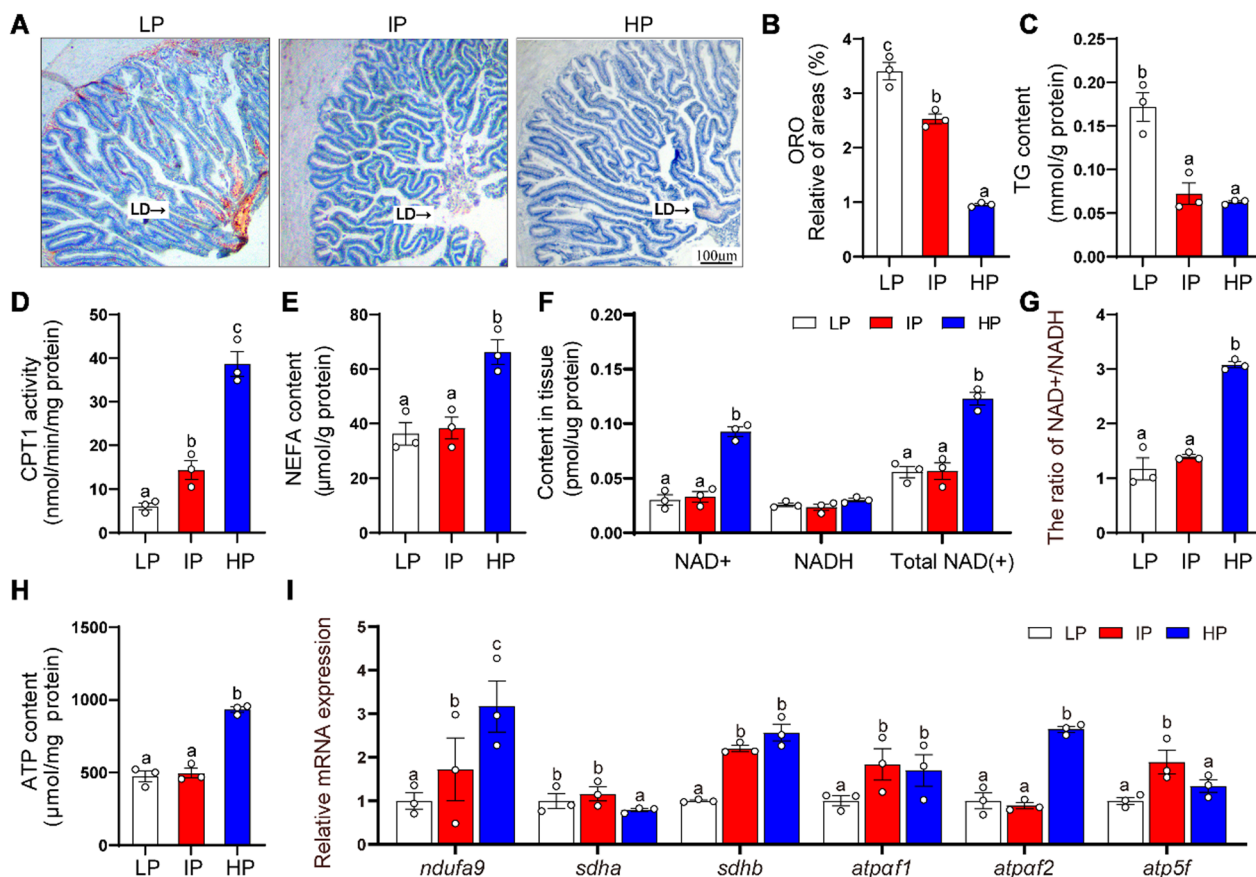 A
LP
IP
HP
LD→
LD→
LD→
100μm
B
ORO
Relative of areas (%)
4
3
2
1
0
c
b
a
LP
IP
HP
C
TG content
(mmol/g protein)
0.25
0.20
0.15
0.10
0.05
0.00
b
a
a
LP
IP
HP
D
CPT1 activity
(nmol/min/mg protein)
50
40
30
20
10
0
a
b
c
LP
IP
HP
E
NEFA content
(μmol/g protein)
80
60
40
20
0
a
a
b
LP
IP
HP
F
Content in tissue
(pmol/ug protein)
0.20
0.15
0.10
0.05
0.00
LP
IP
HP
a
a
b
a
a
b
NAD+
NADH
Total NAD(+)
G
The ratio of NAD+/NADH
4
3
2
1
0
a
a
b
LP
IP
HP
H
ATP content
(μmol/mg protein)
1500
1000
500
0
a
a
b
LP
IP
HP
I
Relative mRNA expression
5
4
3
2
1
0
LP
IP
HP
a
b
c
b
b
a
a
b
b
a
b
b
a
a
b
a
b
a
ndufa9
sdha
sdhb
atpαf1
atpαf2
atp5f